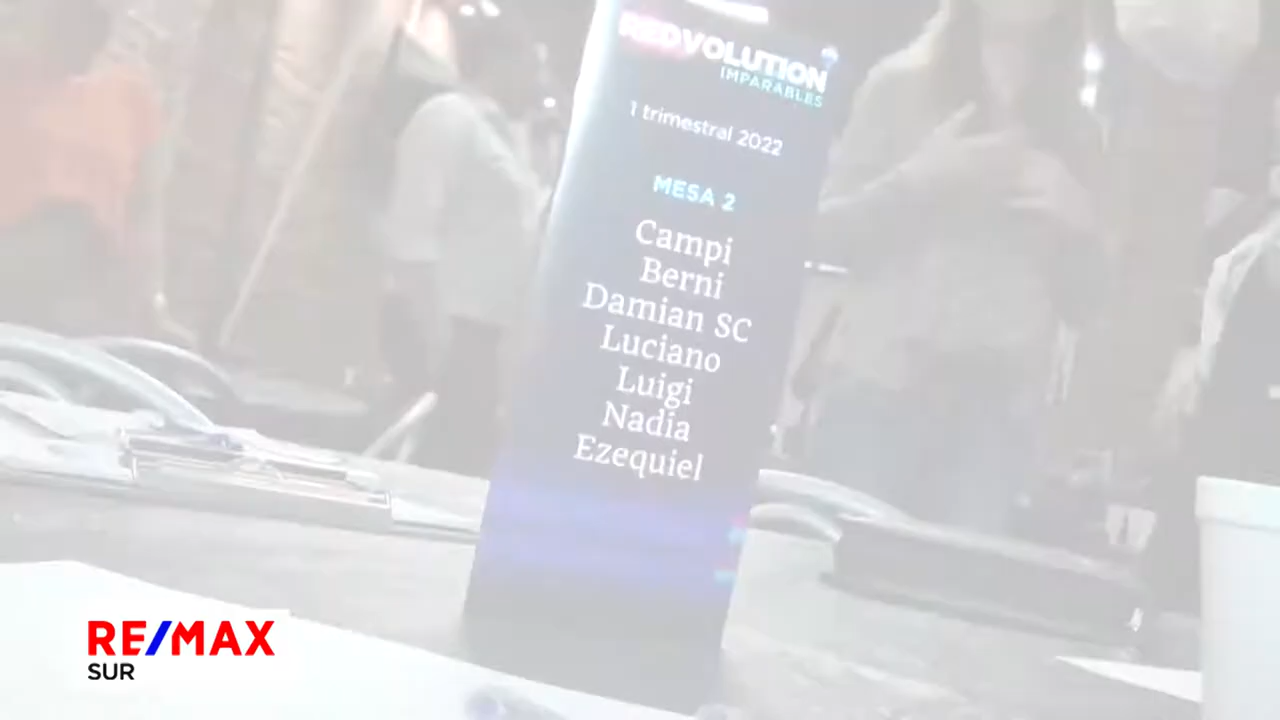 REDVOLUTION
IMPARABLES
1 trimestral 2022
MESA 2
Campi
Berni
Damian SC
Luciano
Luigi
Nadia
Ezequiel
RE/MAX
SUR